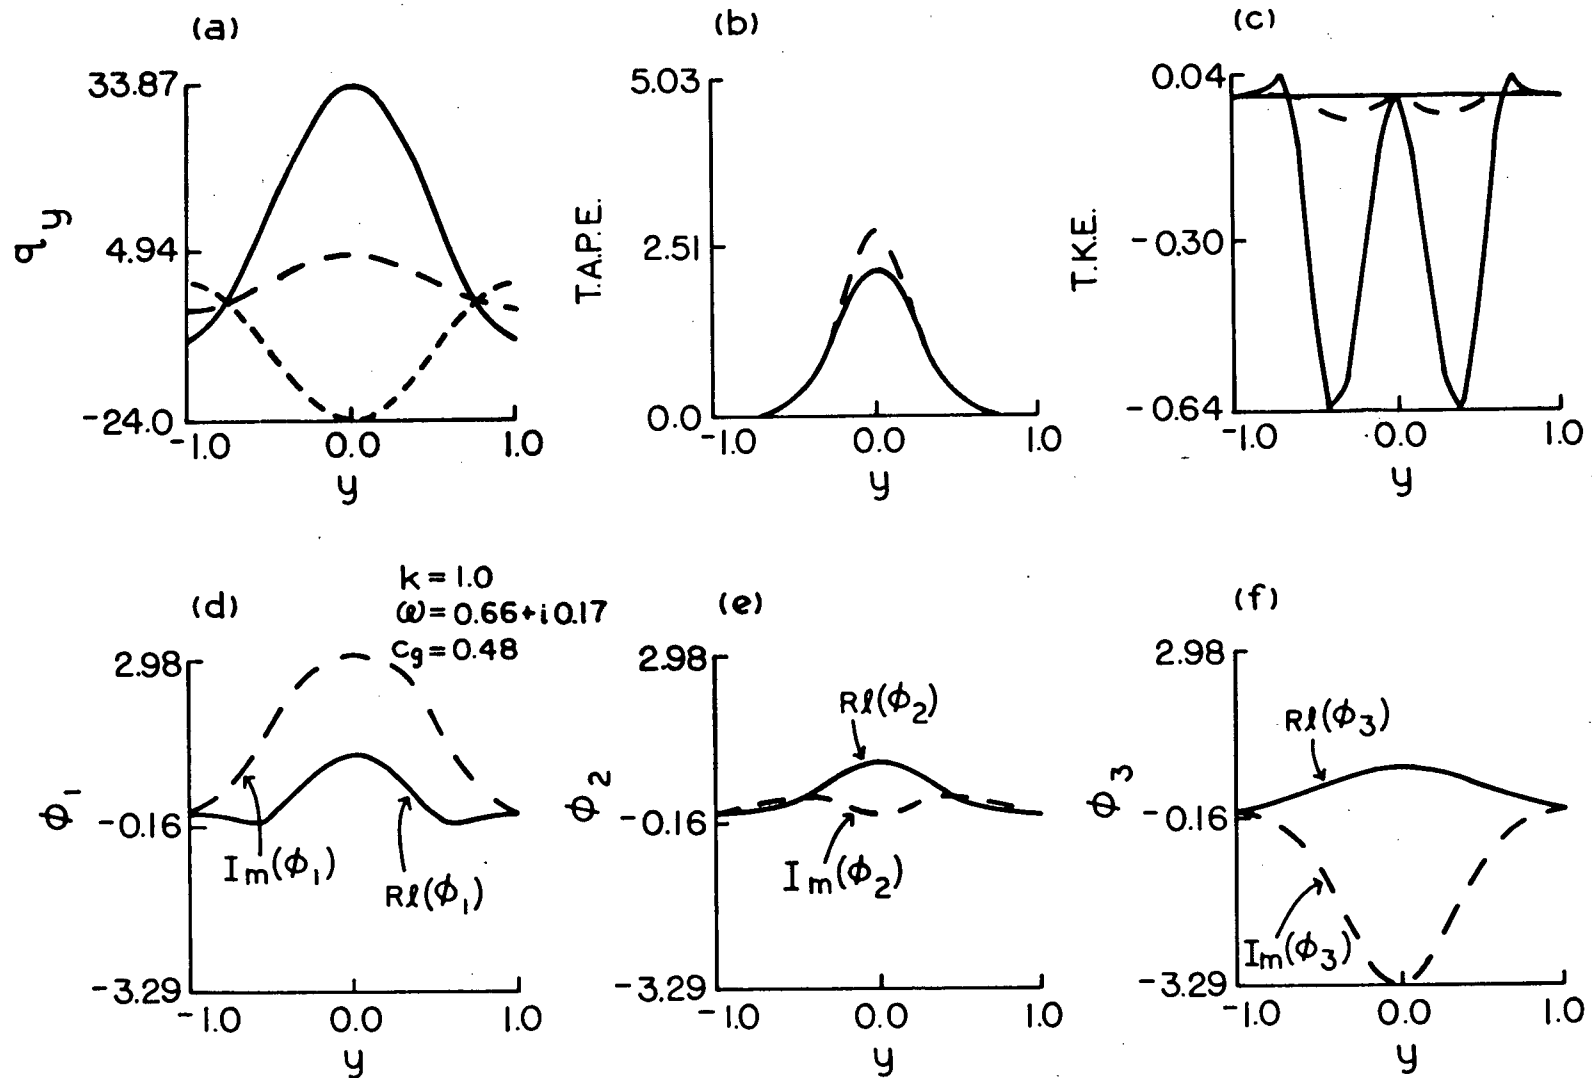 (a)
33.87
4.94
-24.0
q_y
-1.0 0.0 1.0
y
(b)
5.03
2.51
0.0
T.A.P.E.
-1.0 0.0 1.0
y
(c)
0.04
-0.30
-0.64
T.K.E.
-1.0 0.0 1.0
y
k = 1.0
ω = 0.66 + i 0.17
c_g = 0.48
(d)
2.98
-0.16
-3.29
ϕ_1
Im(ϕ_1)
Rl(ϕ_1)
-1.0 0.0 1.0
y
(e)
2.98
-0.16
-3.29
ϕ_2
Rl(ϕ_2)
Im(ϕ_2)
-1.0 0.0 1.0
y
(f)
2.98
-0.16
-3.29
ϕ_3
Rl(ϕ_3)
Im(ϕ_3)
-1.0 0.0 1.0
y